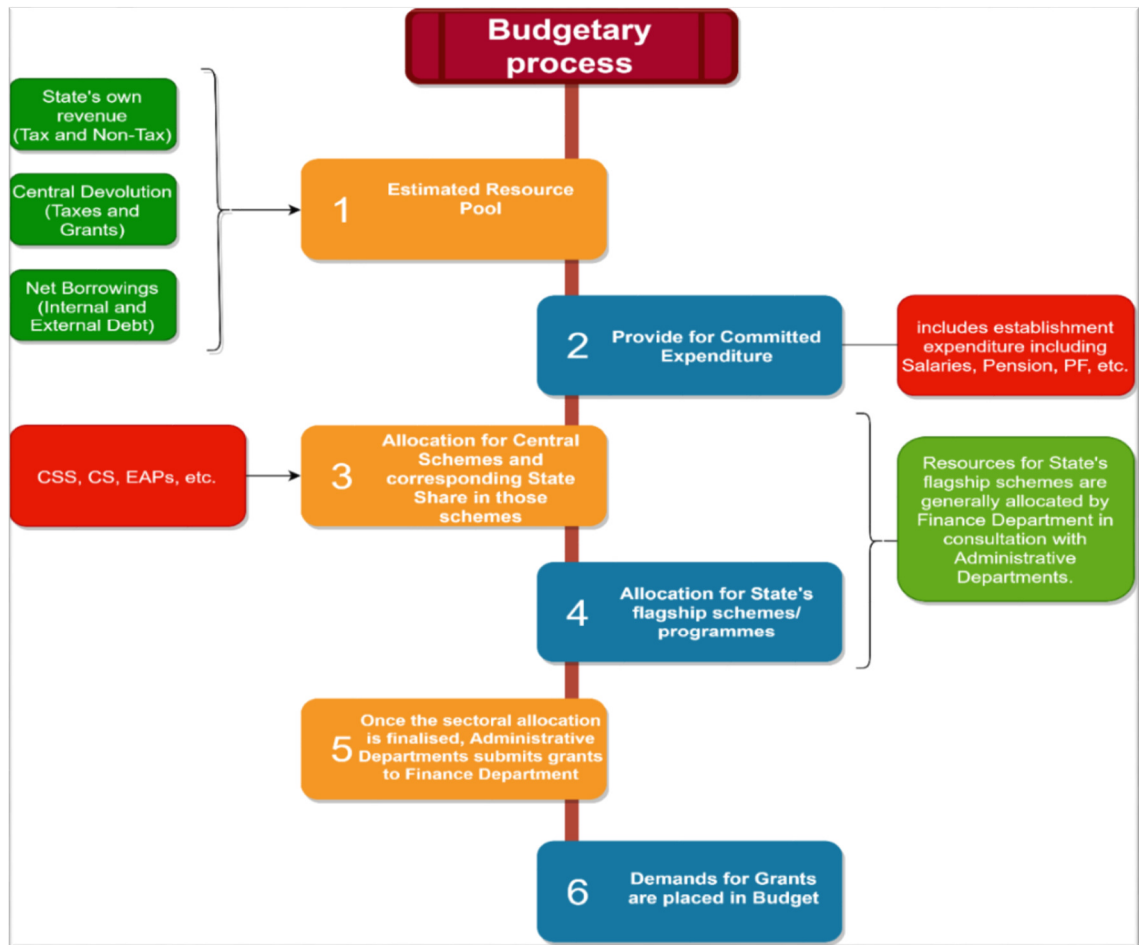 Budgetary
process
State's own
revenue
(Tax and Non-Tax)
Central Devolution
(Taxes and
Grants)
Net Borrowings
(Internal and
External Debt)
1
Estimated Resource
Pool
2
Provide for Committed
Expenditure
includes establishment
expenditure including
Salaries, Pension, PF, etc.
CSS, CS, EAPs, etc.
3
Allocation for Central
Schemes and
corresponding State
Share in those
schemes
Resources for State's
flagship schemes are
generally allocated by
Finance Department in
consultation with
Administrative
Departments.
4
Allocation for State's
flagship schemes/
programmes
5
Once the sectoral allocation
is finalised, Administrative
Departments submits grants
to Finance Department
6
Demands for Grants
are placed in Budget